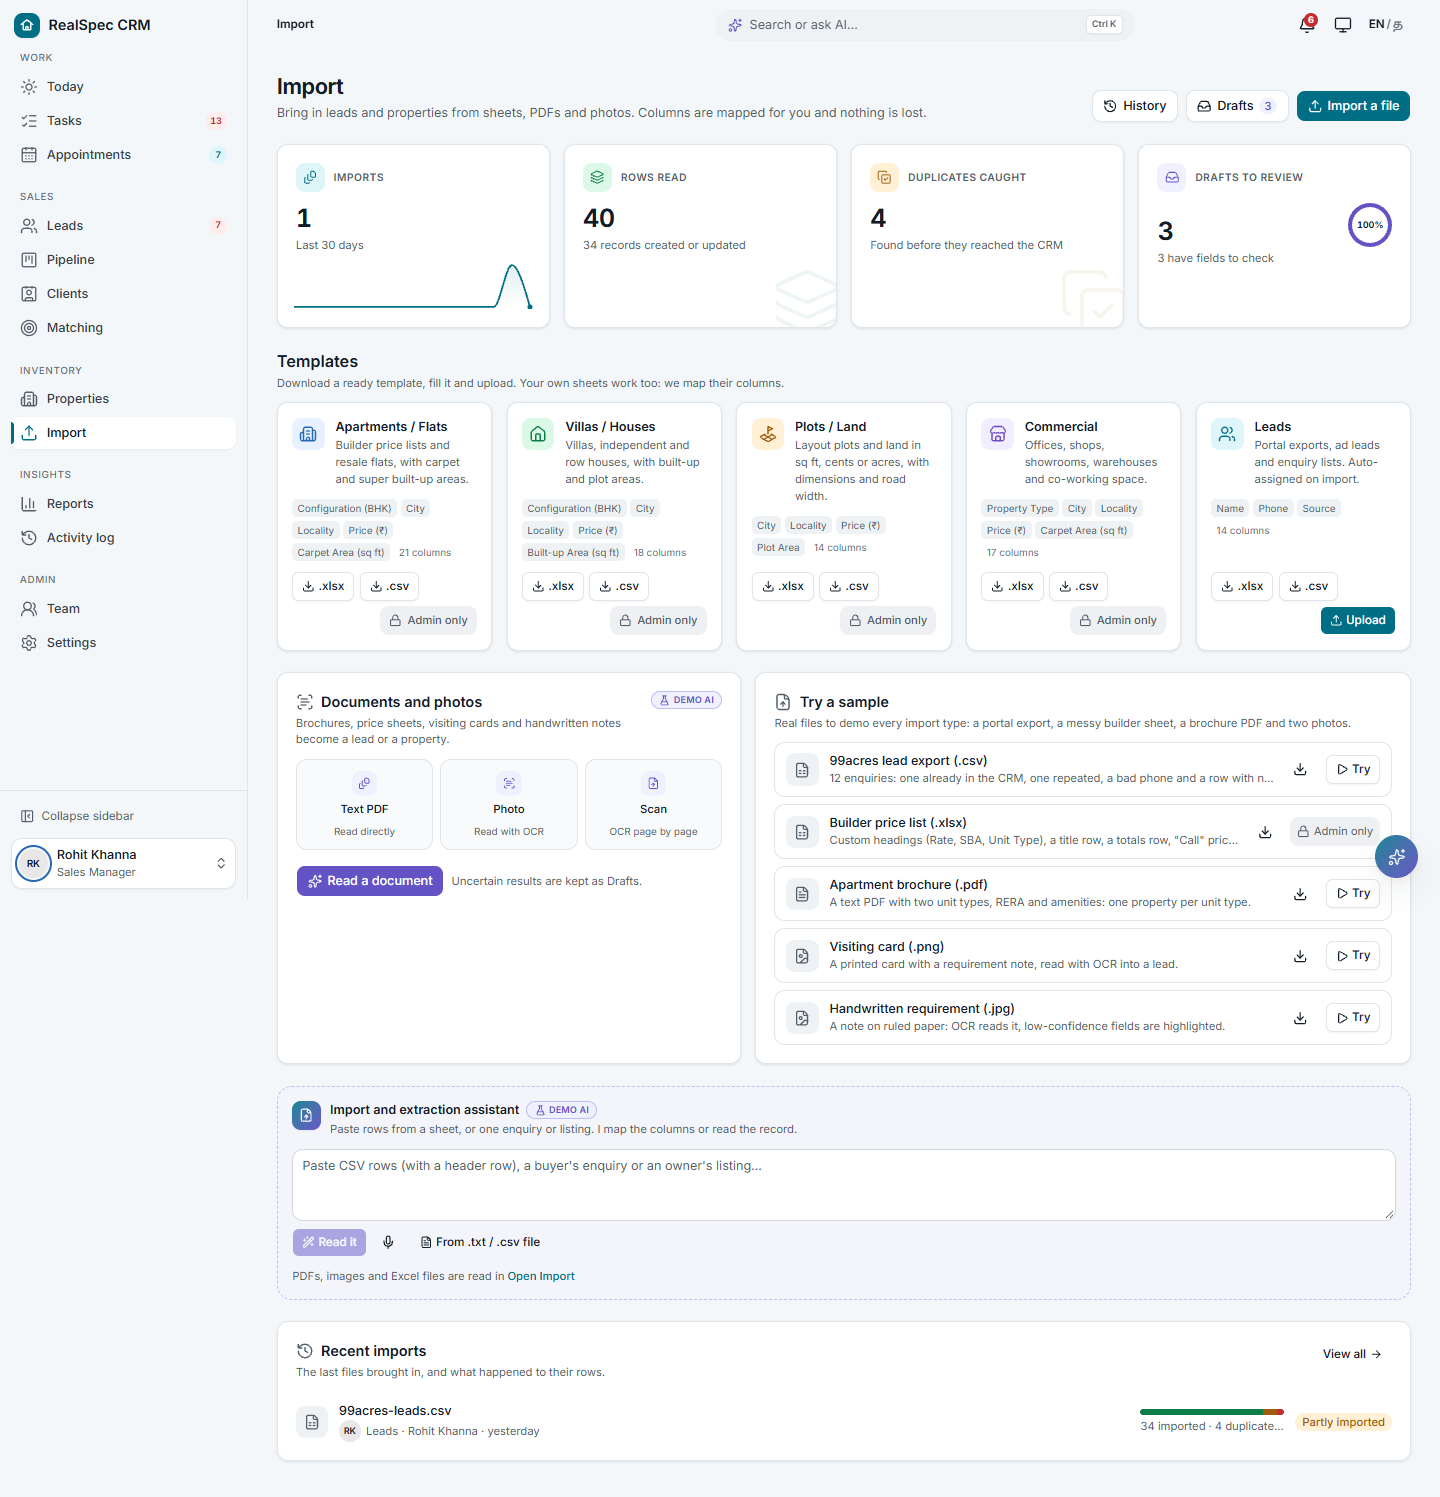 RealSpec CRM
WORK
Today
Tasks 13
Appointments 7
SALES
Leads 7
Pipeline
Clients
Matching
INVENTORY
Properties
Import
INSIGHTS
Reports
Activity log
ADMIN
Team
Settings
Collapse sidebar
RK Rohit Khanna
Sales Manager
Import
Search or ask AI... Ctrl K
6
EN / த
Import
Bring in leads and properties from sheets, PDFs and photos. Columns are mapped for you and nothing is lost.
History
Drafts 3
Import a file
IMPORTS
1
Last 30 days
ROWS READ
40
34 records created or updated
DUPLICATES CAUGHT
4
Found before they reached the CRM
DRAFTS TO REVIEW
3
3 have fields to check
100%
Templates
Download a ready template, fill it and upload. Your own sheets work too: we map their columns.
Apartments / Flats
Builder price lists and
resale flats, with carpet
and super built-up areas.
Configuration (BHK) City
Locality Price (₹)
Carpet Area (sq ft) 21 columns
.xlsx .csv
Admin only
Villas / Houses
Villas, independent and
row houses, with built-up
and plot areas.
Configuration (BHK) City
Locality Price (₹)
Built-up Area (sq ft) 18 columns
.xlsx .csv
Admin only
Plots / Land
Layout plots and land in
sq ft, cents or acres, with
dimensions and road
width.
City Locality Price (₹)
Plot Area 14 columns
.xlsx .csv
Admin only
Commercial
Offices, shops,
showrooms, warehouses
and co-working space.
Property Type City Locality
Price (₹) Carpet Area (sq ft)
17 columns
.xlsx .csv
Admin only
Leads
Portal exports, ad leads
and enquiry lists. Auto-
assigned on import.
Name Phone Source
14 columns
.xlsx .csv
Upload
Documents and photos DEMO AI
Brochures, price sheets, visiting cards and handwritten notes
become a lead or a property.
Text PDF
Read directly
Photo
Read with OCR
Scan
OCR page by page
Read a document
Uncertain results are kept as Drafts.
Try a sample
Real files to demo every import type: a portal export, a messy builder sheet, a brochure PDF and two photos.
99acres lead export (.csv)
12 enquiries: one already in the CRM, one repeated, a bad phone and a row with n...
Try
Builder price list (.xlsx)
Custom headings (Rate, SBA, Unit Type), a title row, a totals row, "Call" pric...
Admin only
Apartment brochure (.pdf)
A text PDF with two unit types, RERA and amenities: one property per unit type.
Try
Visiting card (.png)
A printed card with a requirement note, read with OCR into a lead.
Try
Handwritten requirement (.jpg)
A note on ruled paper: OCR reads it, low-confidence fields are highlighted.
Try
Import and extraction assistant DEMO AI
Paste rows from a sheet, or one enquiry or listing. I map the columns or read the record.
Paste CSV rows (with a header row), a buyer's enquiry or an owner's listing...
Read it
From .txt / .csv file
PDFs, images and Excel files are read in Open Import
Recent imports
The last files brought in, and what happened to their rows.
View all
99acres-leads.csv
RK Leads · Rohit Khanna · yesterday
34 imported · 4 duplicate...
Partly imported